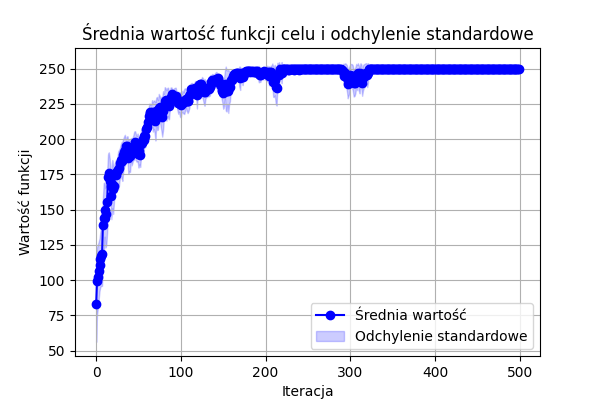 Średnia wartość funkcji celu i odchylenie standardowe
Wartość funkcji
250
225
200
175
150
125
100
75
50
Średnia wartość
Odchylenie standardowe
0 100 200 300 400 500
Iteracja